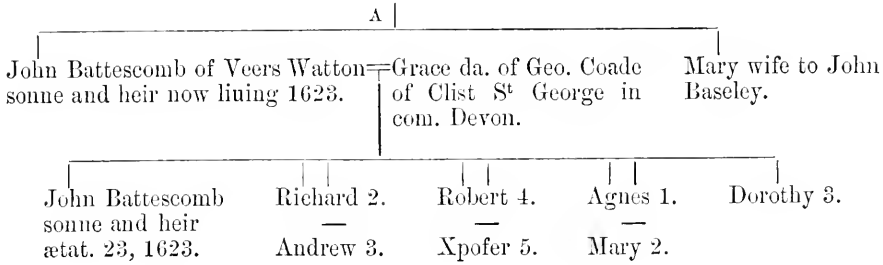 A
John Battescomb of Veers Watton=Grace da. of Geo. Coade Mary wife to John
sonne and heir now liuing 1623. of Clist St George in Baseley.
com. Devon.
John Battescomb Richard 2. Robert 4. Agnes 1. Dorothy 3.
sonne and heir
ætat. 23, 1623. Andrew 3. Xpofer 5. Mary 2.